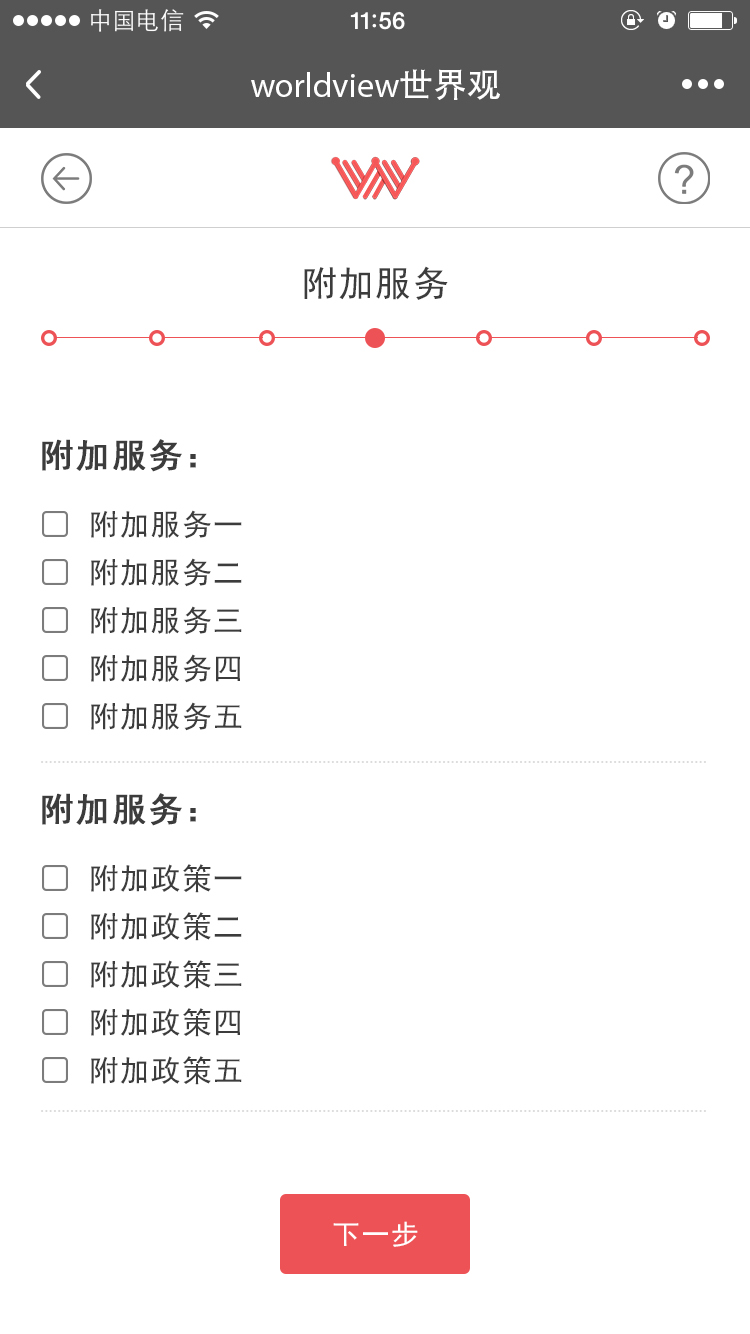 中国电信 11:56
worldview世界观
?
附加服务
附加服务：
附加服务一
附加服务二
附加服务三
附加服务四
附加服务五
附加服务：
附加政策一
附加政策二
附加政策三
附加政策四
附加政策五
下一步